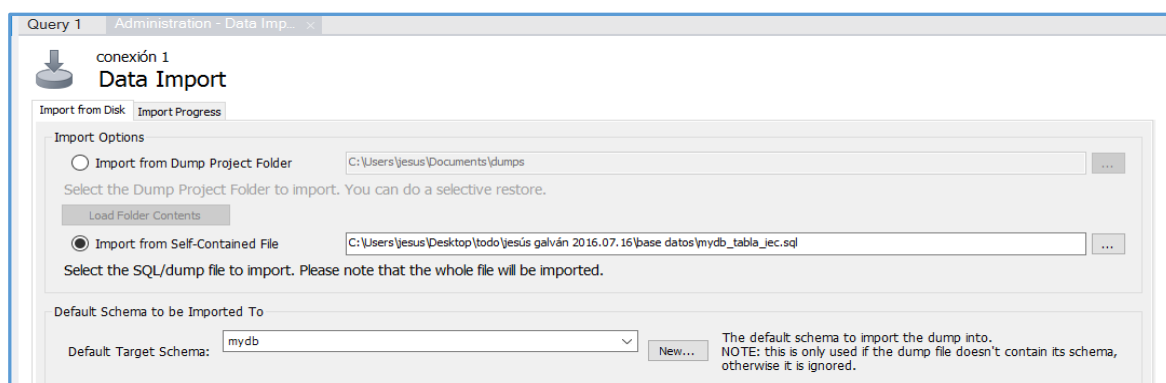 Query 1
Administration - Data Imp... ×
conexión 1
Data Import
Import from Disk
Import Progress
Import Options
Import from Dump Project Folder
C:\Users\jesus\Documents\dumps
...
Select the Dump Project Folder to import. You can do a selective restore.
Load Folder Contents
Import from Self-Contained File
C:\Users\jesus\Desktop\todo\jesús galván 2016.07.16\base datos\mydb_tabla_iec.sql
...
Select the SQL/dump file to import. Please note that the whole file will be imported.
Default Schema to be Imported To
Default Target Schema:
mydb
New...
The default schema to import the dump into.
NOTE: this is only used if the dump file doesn't contain its schema,
otherwise it is ignored.